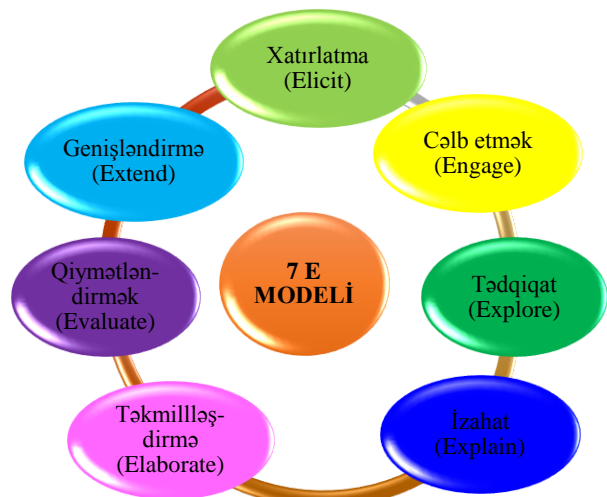 Xatırlatma
(Elicit)
Cəlb etmək
(Engage)
Tədqiqat
(Explore)
İzahat
(Explain)
Təkmillləş-
dirmə
(Elaborate)
Qiymətlən-
dirmək
(Evaluate)
Genişləndirmə
(Extend)
7 E
MODELİ